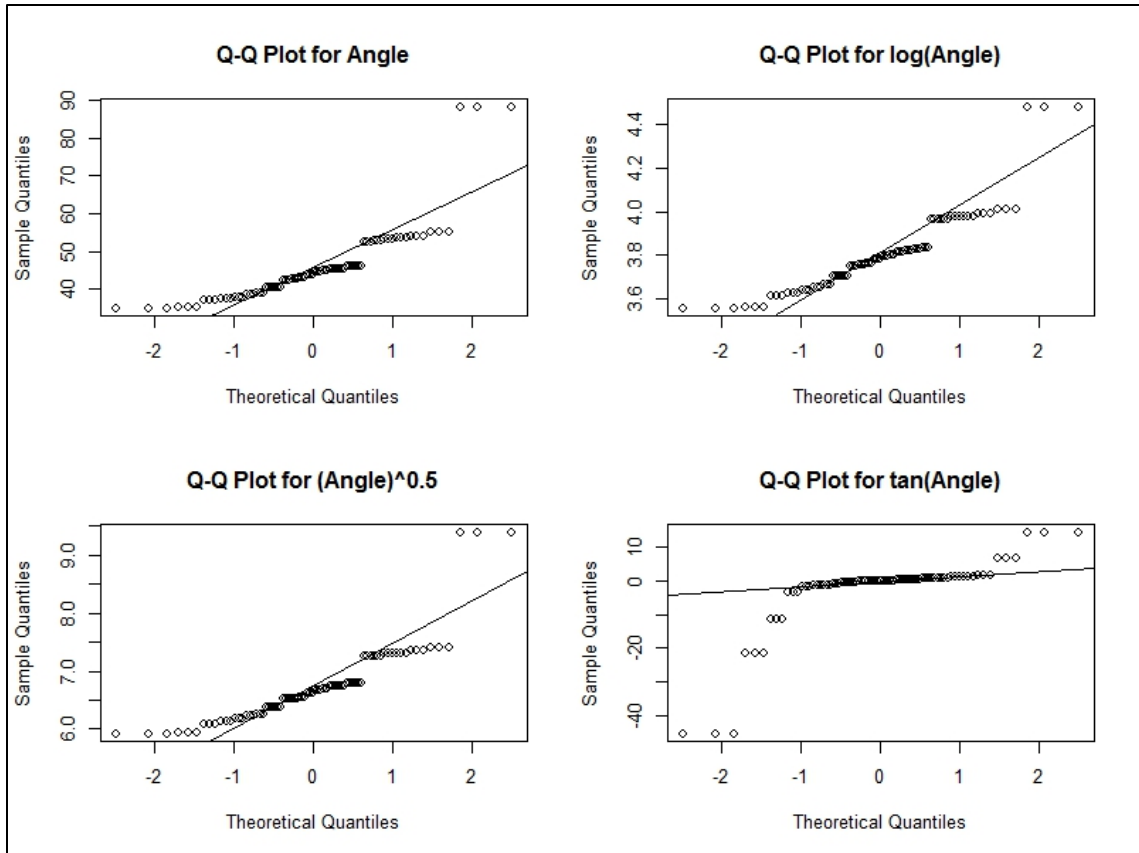 Q-Q Plot for Angle
Sample Quantiles
90
80
70
60
50
40
-2 -1 0 1 2
Theoretical Quantiles
Q-Q Plot for log(Angle)
Sample Quantiles
4.4
4.2
4.0
3.8
3.6
-2 -1 0 1 2
Theoretical Quantiles
Q-Q Plot for (Angle)^0.5
Sample Quantiles
9.0
8.0
7.0
6.0
-2 -1 0 1 2
Theoretical Quantiles
Q-Q Plot for tan(Angle)
Sample Quantiles
10
0
-20
-40
-2 -1 0 1 2
Theoretical Quantiles